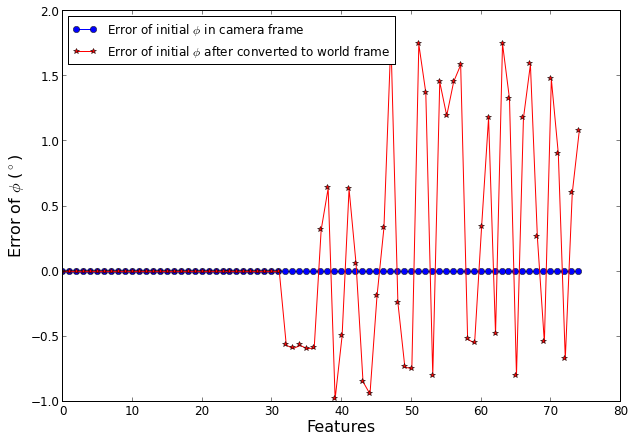 2.0
1.5
1.0
0.5
0.0
−0.5
−1.0
Error of ϕ (°)
Error of initial ϕ in camera frame
Error of initial ϕ after converted to world frame
0 10 20 30 40 50 60 70 80
Features